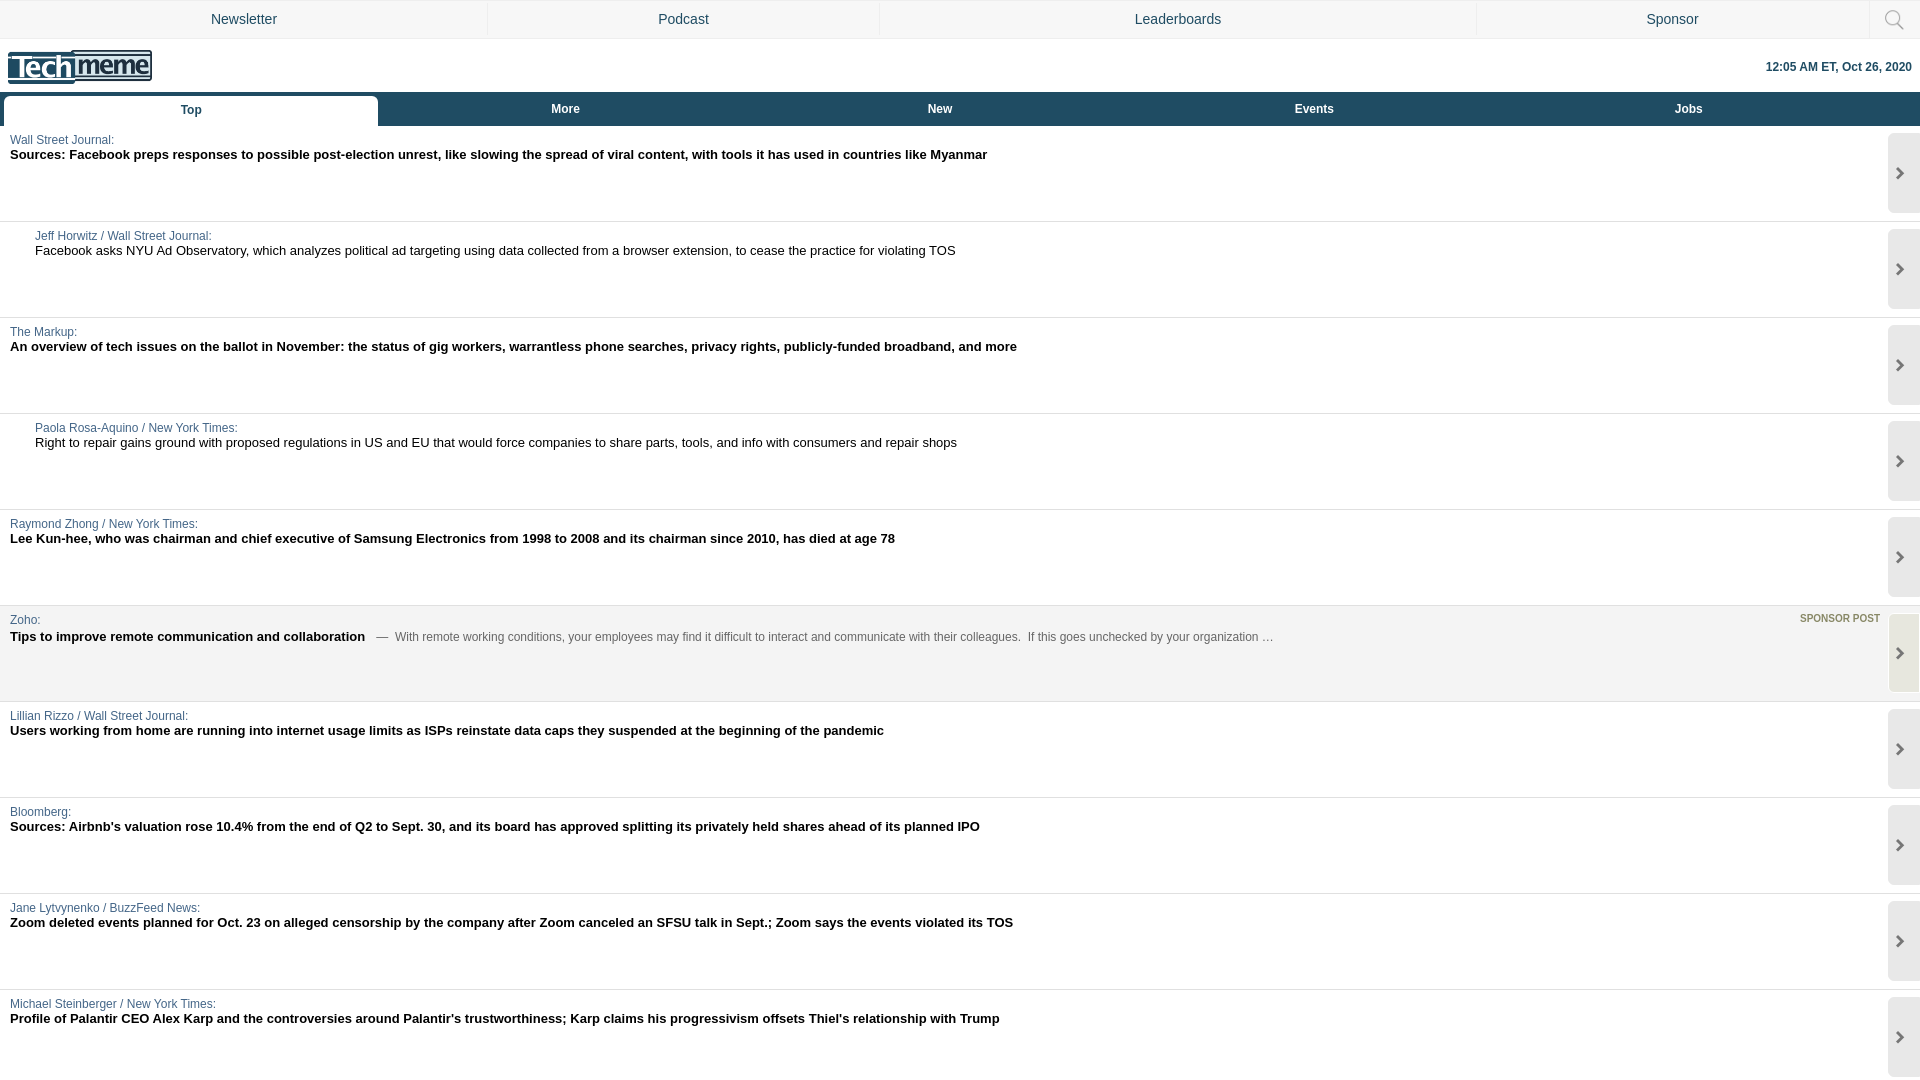 Newsletter
Podcast
Leaderboards
Sponsor
Techmeme
12:05 AM ET, Oct 26, 2020
Top
More
New
Events
Jobs
Wall Street Journal:
Sources: Facebook preps responses to possible post-election unrest, like slowing the spread of viral content, with tools it has used in countries like Myanmar
Jeff Horwitz / Wall Street Journal:
Facebook asks NYU Ad Observatory, which analyzes political ad targeting using data collected from a browser extension, to cease the practice for violating TOS
The Markup:
An overview of tech issues on the ballot in November: the status of gig workers, warrantless phone searches, privacy rights, publicly-funded broadband, and more
Paola Rosa-Aquino / New York Times:
Right to repair gains ground with proposed regulations in US and EU that would force companies to share parts, tools, and info with consumers and repair shops
Raymond Zhong / New York Times:
Lee Kun-hee, who was chairman and chief executive of Samsung Electronics from 1998 to 2008 and its chairman since 2010, has died at age 78
Zoho:
SPONSOR POST
Tips to improve remote communication and collaboration — With remote working conditions, your employees may find it difficult to interact and communicate with their colleagues. If this goes unchecked by your organization …
Lillian Rizzo / Wall Street Journal:
Users working from home are running into internet usage limits as ISPs reinstate data caps they suspended at the beginning of the pandemic
Bloomberg:
Sources: Airbnb's valuation rose 10.4% from the end of Q2 to Sept. 30, and its board has approved splitting its privately held shares ahead of its planned IPO
Jane Lytvynenko / BuzzFeed News:
Zoom deleted events planned for Oct. 23 on alleged censorship by the company after Zoom canceled an SFSU talk in Sept.; Zoom says the events violated its TOS
Michael Steinberger / New York Times:
Profile of Palantir CEO Alex Karp and the controversies around Palantir's trustworthiness; Karp claims his progressivism offsets Thiel's relationship with Trump